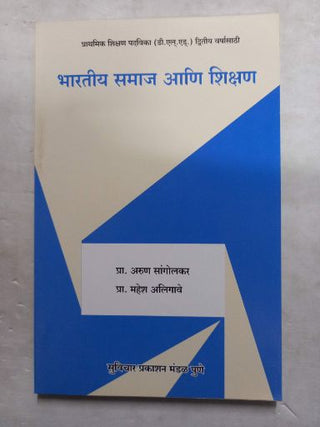 प्राथमिक शिक्षण पदविका (डी.एल्.एड्.) द्वितीय वर्षासाठी
भारतीय समाज आणि शिक्षण
प्रा. अरुण सांगोलकर
प्रा. महेश अलिगावे
सुविचार प्रकाशन मंडळ पुणे